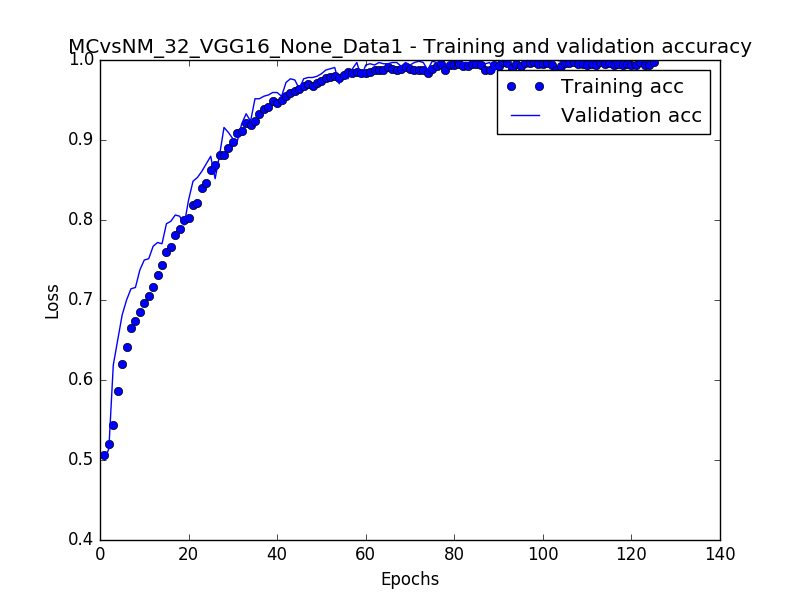 MCvsNM_32_VGG16_None_Data1 - Training and validation accuracy
1.0
Training acc
Validation acc
0.9
0.8
0.7
Loss
0.6
0.5
0.4
0 20 40 60 80 100 120 140
Epochs